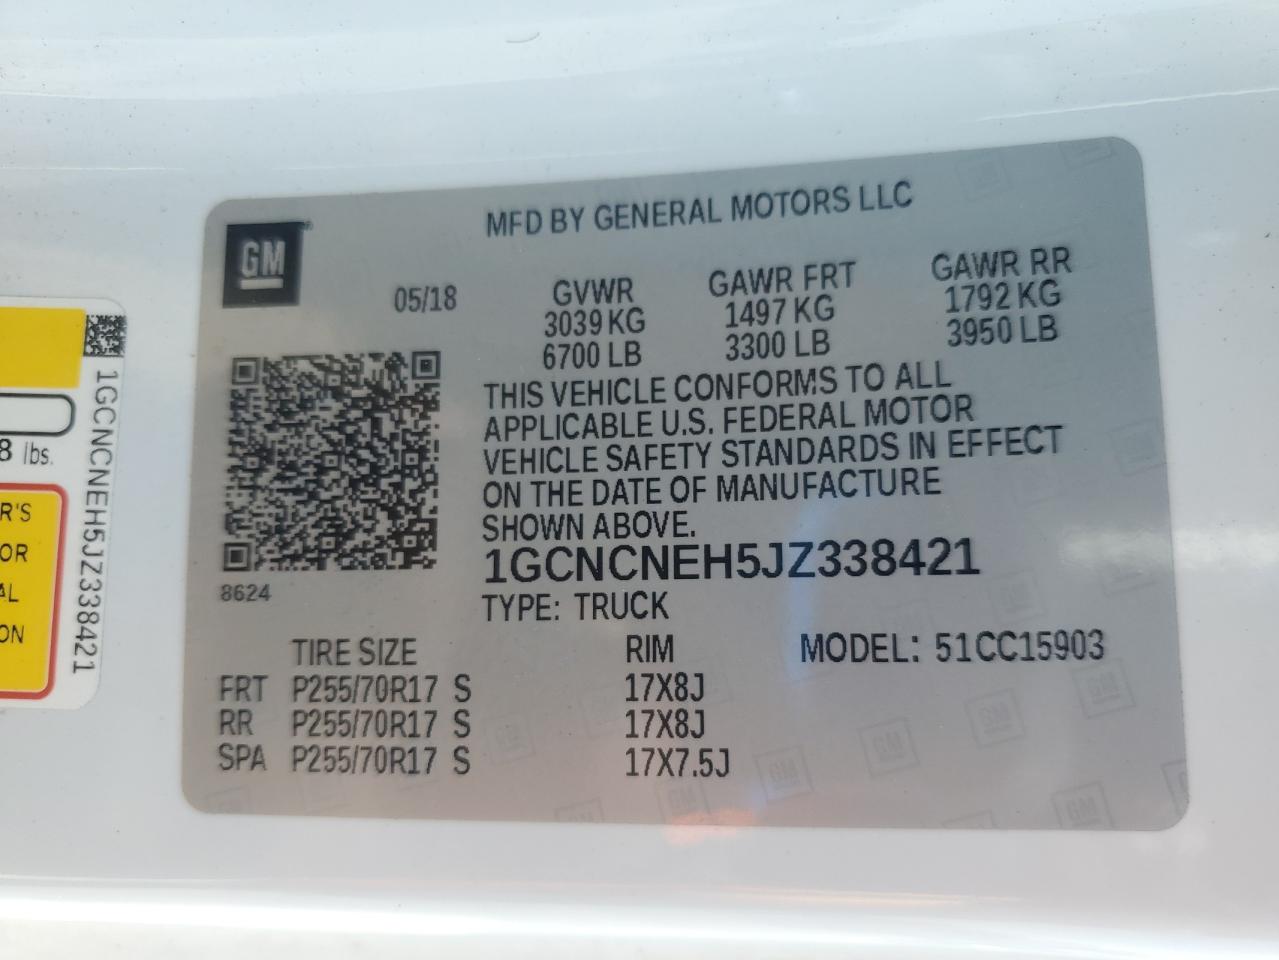 MFD BY GENERAL MOTORS LLC
GM
05/18
GVWR GAWR FRT GAWR RR
3039 KG 1497 KG 1792 KG
6700 LB 3300 LB 3950 LB
THIS VEHICLE CONFORMS TO ALL
APPLICABLE U.S. FEDERAL MOTOR
VEHICLE SAFETY STANDARDS IN EFFECT
ON THE DATE OF MANUFACTURE
SHOWN ABOVE.
1GCNCNEH5JZ338421
8624
TYPE: TRUCK
TIRE SIZE RIM MODEL: 51CC15903
FRT P255/70R17 S 17X8J
RR P255/70R17 S 17X8J
SPA P255/70R17 S 17X7.5J
1GCNCNEH5JZ338421
8 lbs.
R'S
OR
AL
ON